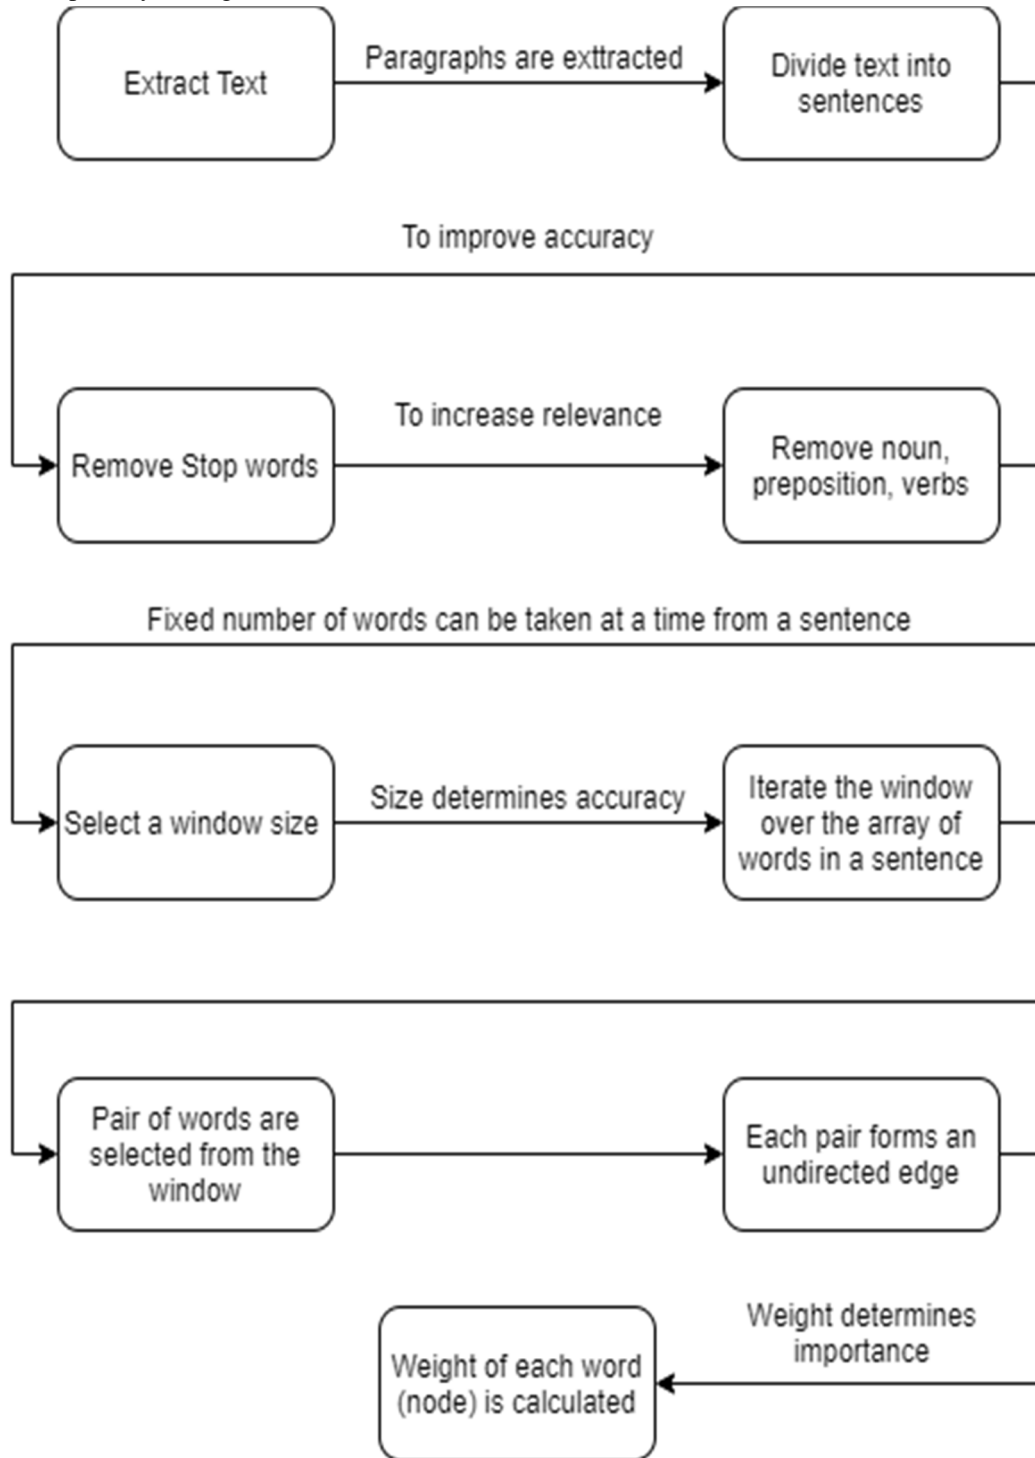 Extract Text
Paragraphs are exttracted
Divide text into
sentences
To improve accuracy
Remove Stop words
To increase relevance
Remove noun,
preposition, verbs
Fixed number of words can be taken at a time from a sentence
Select a window size
Size determines accuracy
Iterate the window
over the array of
words in a sentence
Pair of words are
selected from the
window
Each pair forms an
undirected edge
Weight determines
importance
Weight of each word
(node) is calculated